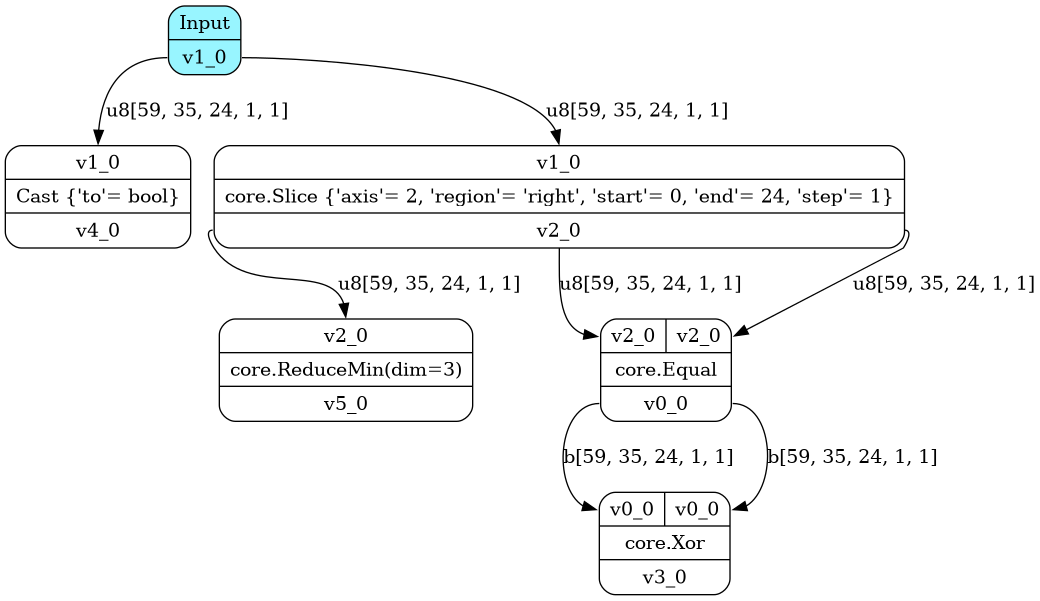 Input
v1_0
u8[59, 35, 24, 1, 1]
u8[59, 35, 24, 1, 1]
v1_0
Cast {'to'= bool}
v4_0
v1_0
core.Slice {'axis'= 2, 'region'= 'right', 'start'= 0, 'end'= 24, 'step'= 1}
v2_0
u8[59, 35, 24, 1, 1]
u8[59, 35, 24, 1, 1]
u8[59, 35, 24, 1, 1]
v2_0
core.ReduceMin(dim=3)
v5_0
v2_0 v2_0
core.Equal
v0_0
b[59, 35, 24, 1, 1]
b[59, 35, 24, 1, 1]
v0_0 v0_0
core.Xor
v3_0